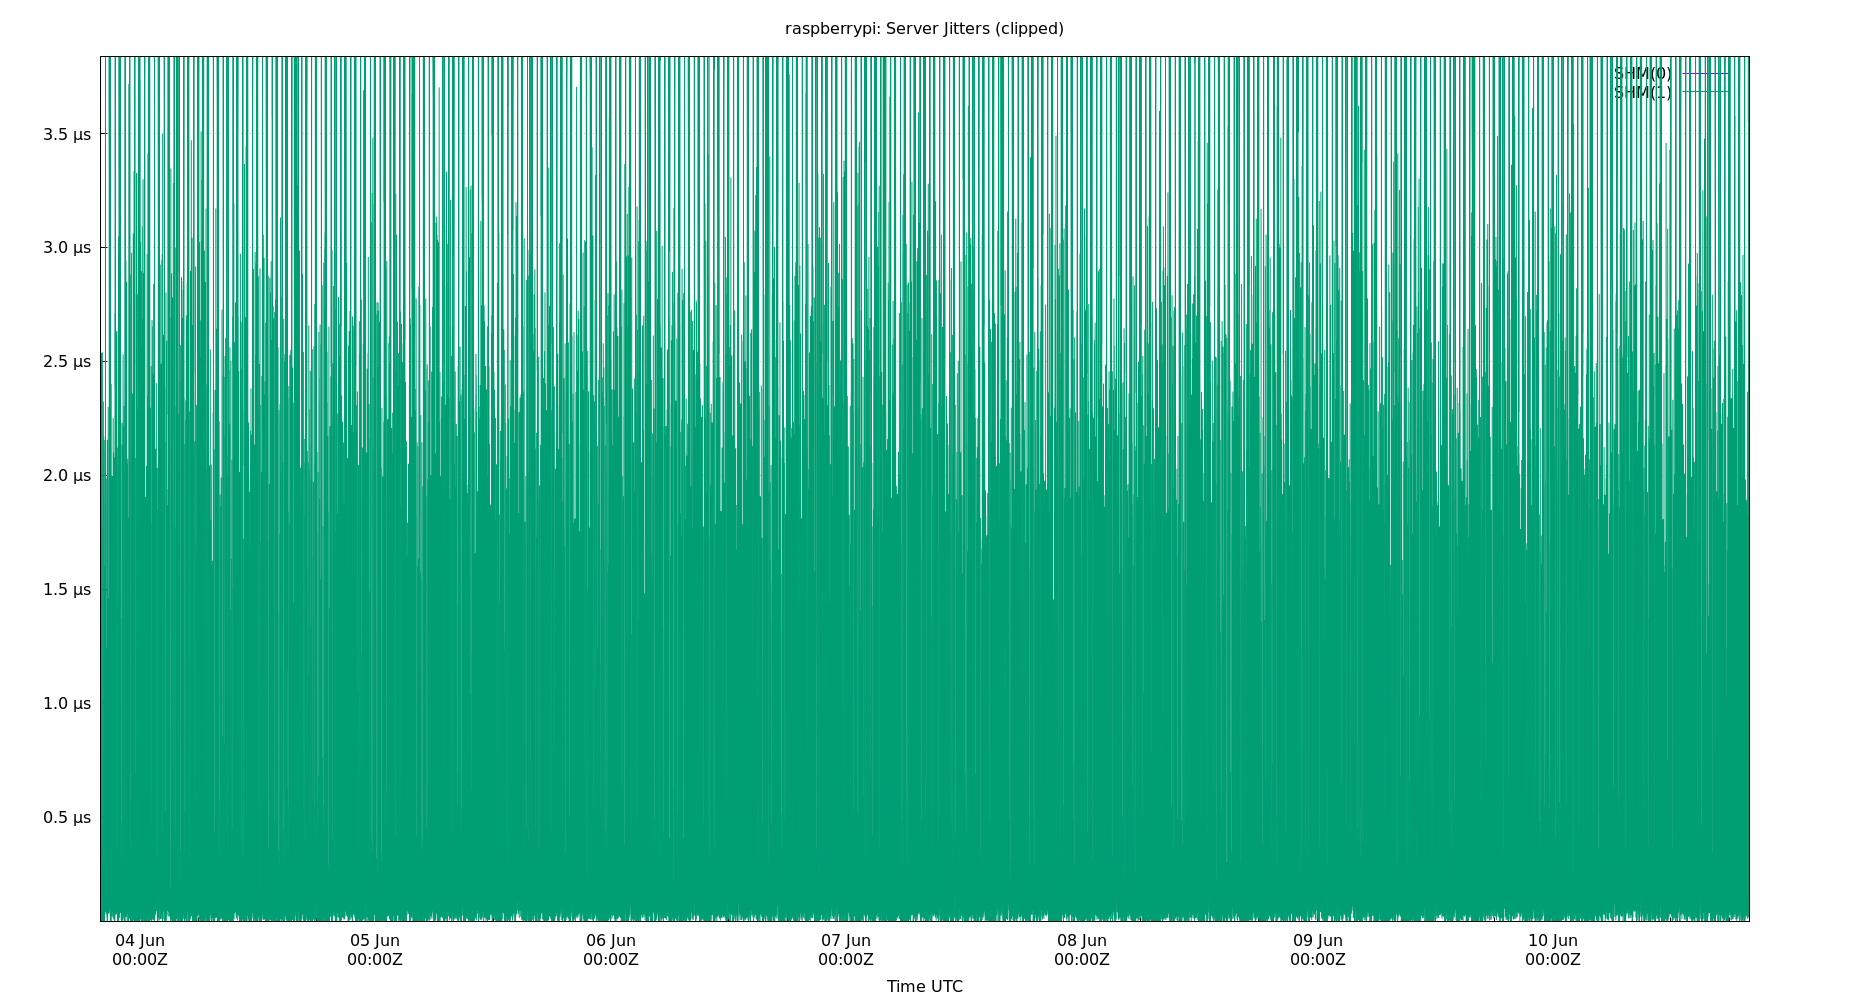 raspberrypi: Server Jitters (clipped)
SHM(0)
SHM(1)
3.5 µs
3.0 µs
2.5 µs
2.0 µs
1.5 µs
1.0 µs
0.5 µs
04 Jun 05 Jun 06 Jun 07 Jun 08 Jun 09 Jun 10 Jun
00:00Z 00:00Z 00:00Z 00:00Z 00:00Z 00:00Z 00:00Z
Time UTC